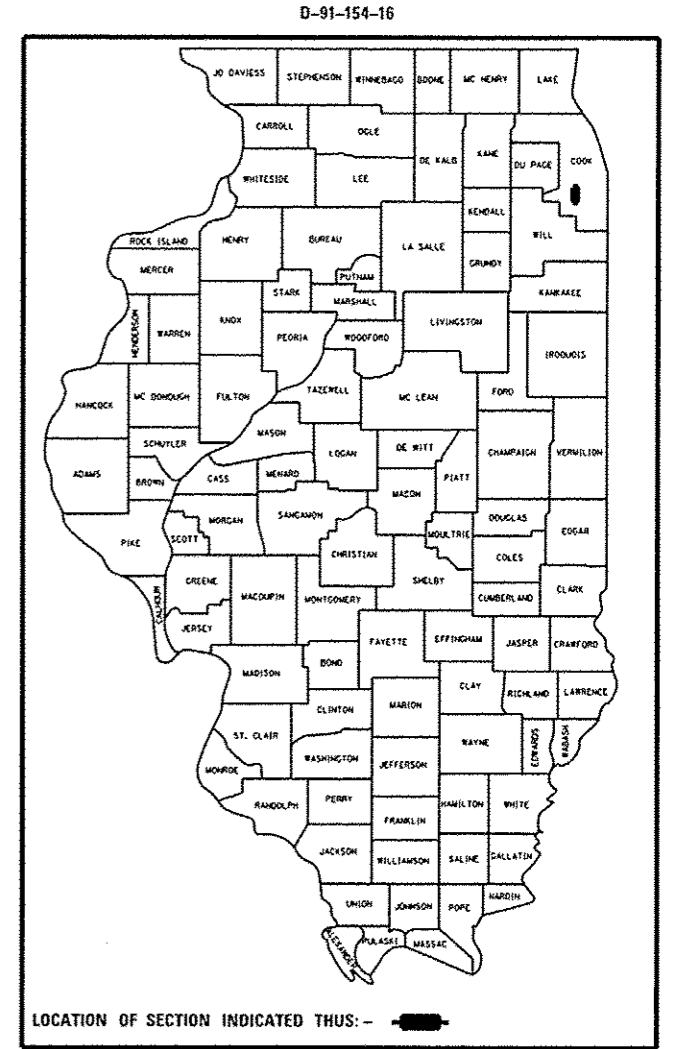 D-91-154-16
JO DAVIESS STEPHENSON WINNEBAGO BOONE MC HENRY LAKE
CARROLL OGLE DE KALB KANE DU PAGE COOK
WHITESIDE LEE
KENDALL
ROCK ISLAND HENRY BUREAU LA SALLE WILL
MERCER PUTNAM GRUNDY
STARK MARSHALL KANKAKEE
HENDERSON WARREN KNOX PEORIA WOODFORD LIVINGSTON
IROQUOIS
HANCOCK MC DONOUGH FULTON TAZEWELL MC LEAN FORD
SCHUYLER MASON
ADAMS BROWN CASS MENARD LOGAN DE WITT PIATT CHAMPAIGN VERMILION
MACON
PIKE SCOTT MORGAN SANGAMON CHRISTIAN MOULTRIE DOUGLAS EDGAR
COLES
CALHOUN GREENE MACOUPIN MONTGOMERY SHELBY CUMBERLAND CLARK
JERSEY
MADISON BOND FAYETTE EFFINGHAM JASPER CRAWFORD
CLAY RICHLAND LAWRENCE
CLINTON MARION
ST. CLAIR WASHINGTON JEFFERSON WAYNE EDWARDS WABASH
MONROE
RANDOLPH PERRY FRANKLIN HAMILTON WHITE
JACKSON WILLIAMSON SALINE GALLATIN
UNION JOHNSON POPE HARDIN
ALEXANDER PULASKI MASSAC
LOCATION OF SECTION INDICATED THUS: -